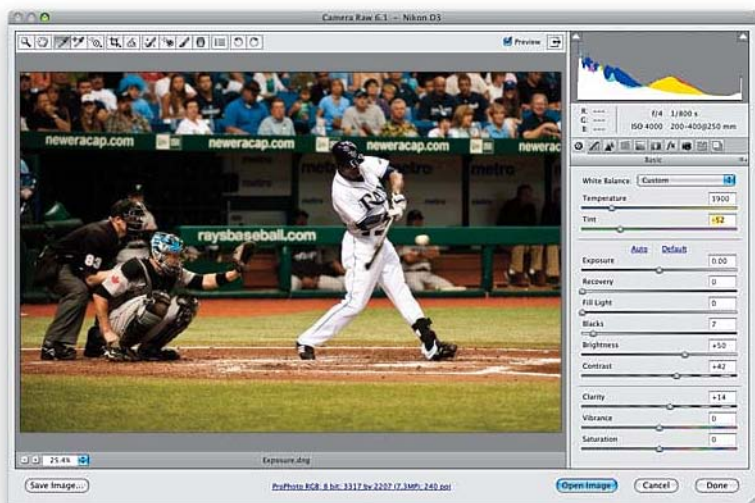 Camera Raw 6.1 – Nikon D3
Preview
neweracap.com
neweracap.com
neweracap.com
metro
metro
metro
raysbaseball.com
83
R: ---
G: ---
B: ---
f/4 1/800 s
ISO 4000 200-400@250 mm
Basic
White Balance: Custom
Temperature 3900
Tint -52
Auto Default
Exposure 0.00
Recovery 0
Fill Light 0
Blacks 7
Brightness +50
Contrast +42
Clarity +14
Vibrance 0
Saturation 0
25.4%
Exposure.dng
Save Image...
ProPhoto RGB; 8 bit; 3317 by 2207 (7.3MP); 240 ppi
Open Image
Cancel
Done